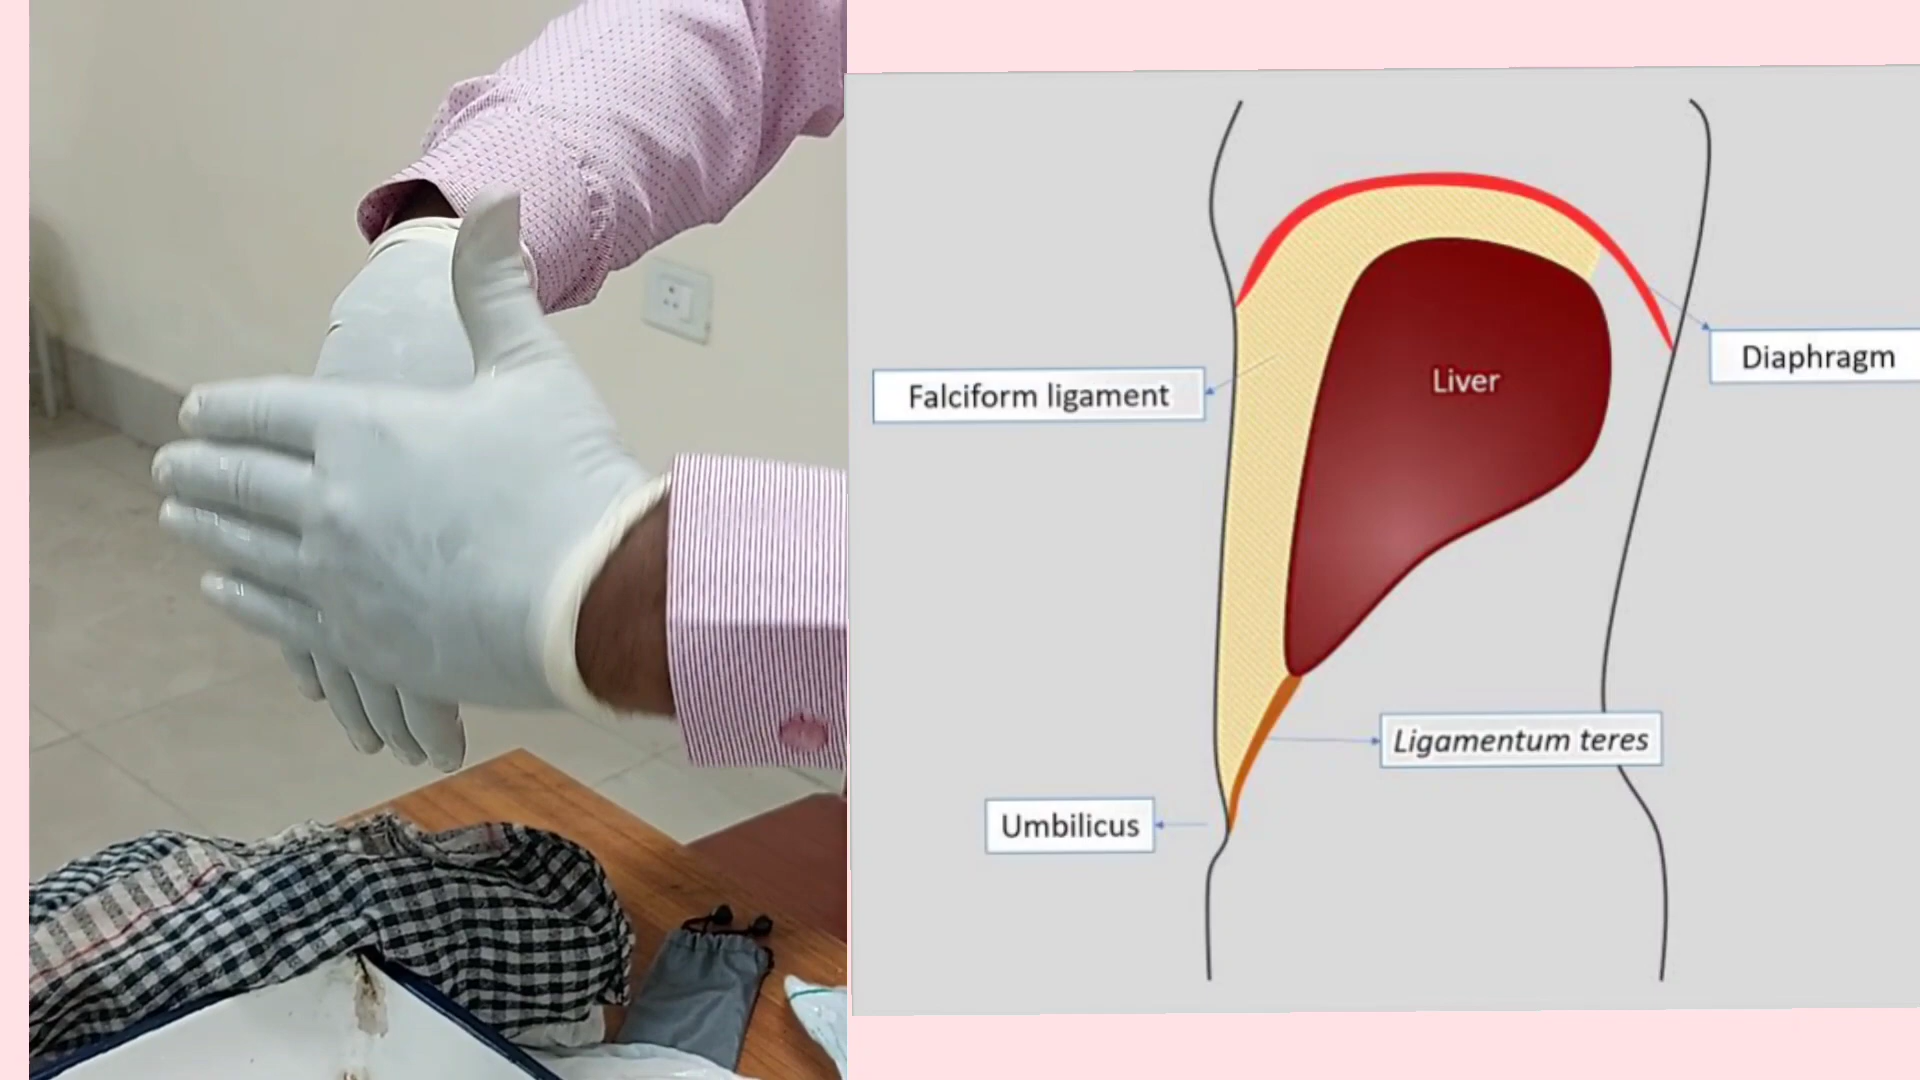 Diaphragm
Liver
Falciform ligament
Ligamentum teres
Umbilicus